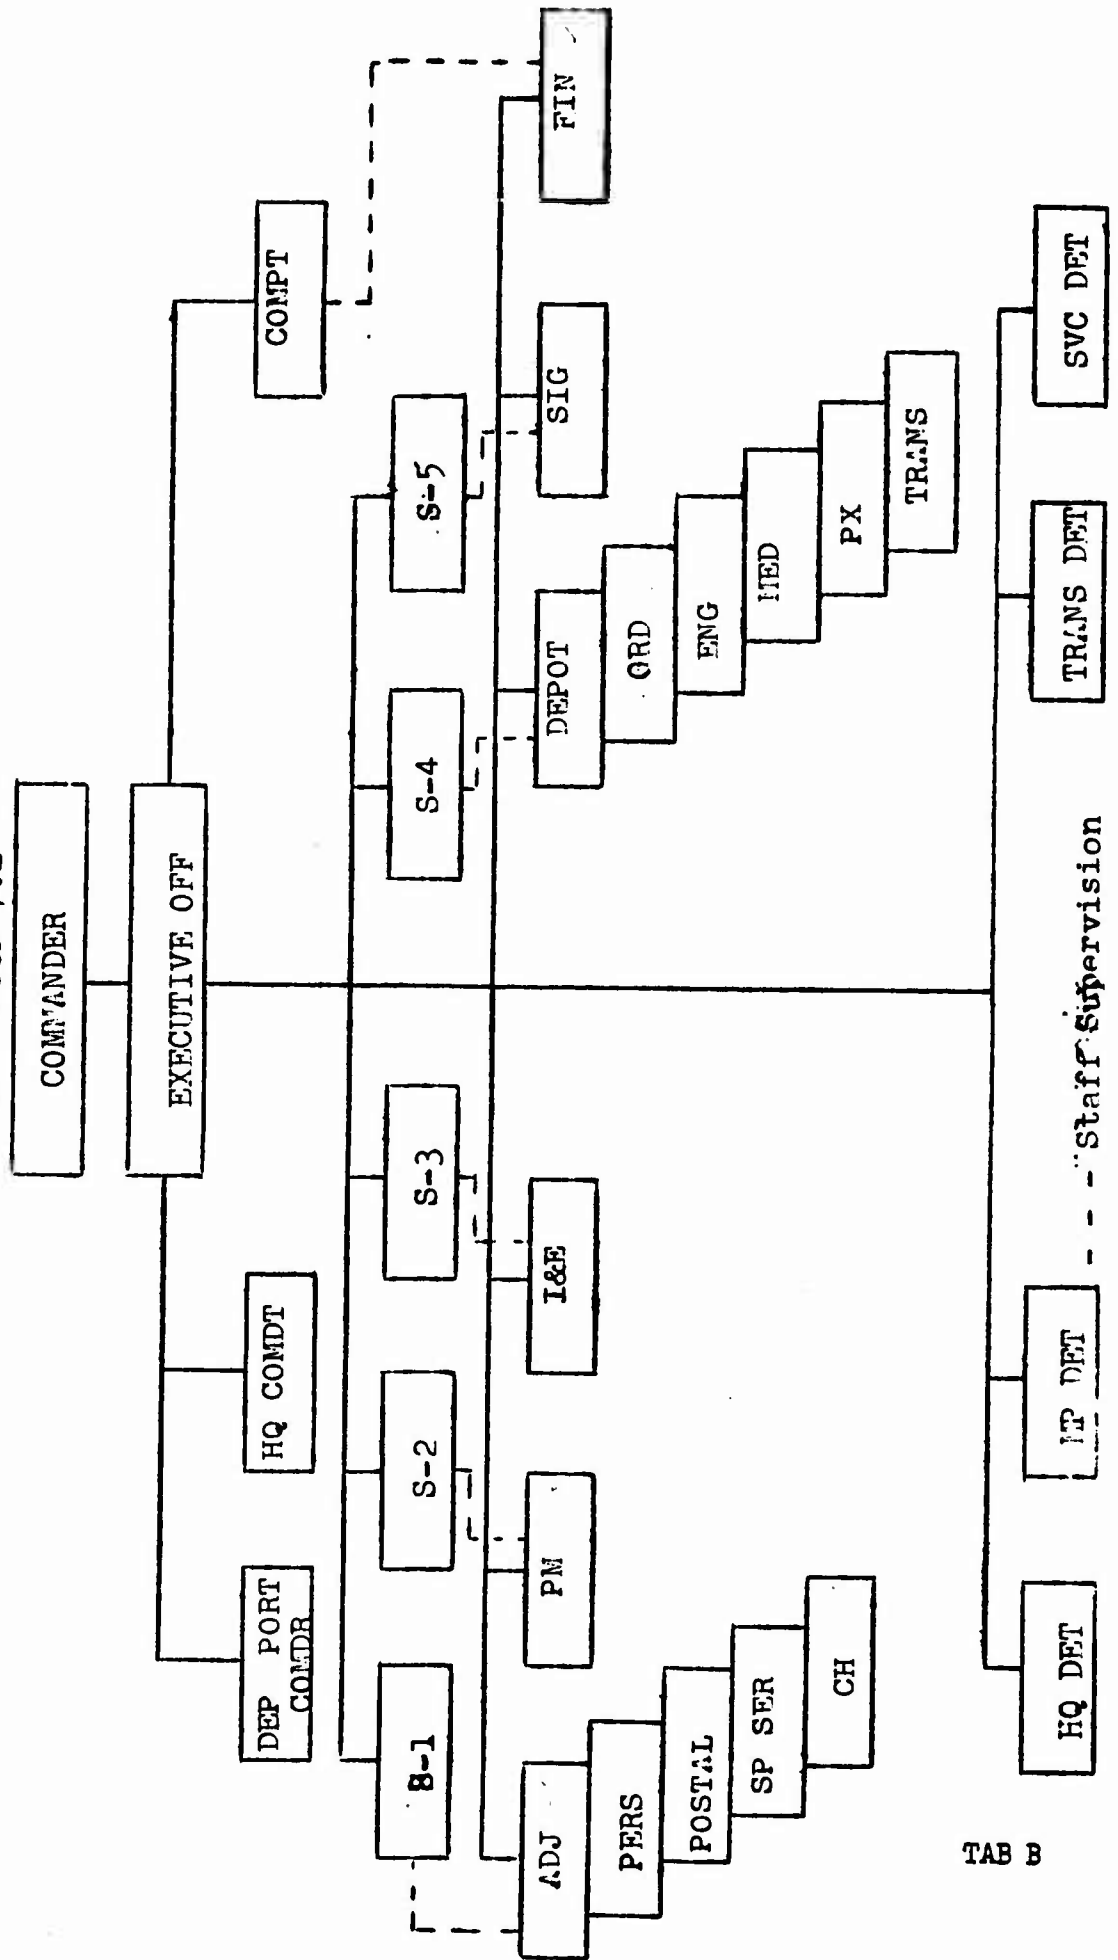 COMMANDER
EXECUTIVE OFF
DEP PORT
COMDR
HQ COMDT
COMPT
S-1
S-2
S-3
S-4
S-5
ADJ
PERS
POSTAL
SP SER
CH
PM
I&E
DEPOT
ORD
ENG
MED
PX
TRANS
SIG
FIN
HQ DET
MP DET
TRANS DET
SVC DET
- - - Staff Supervision
TAB B